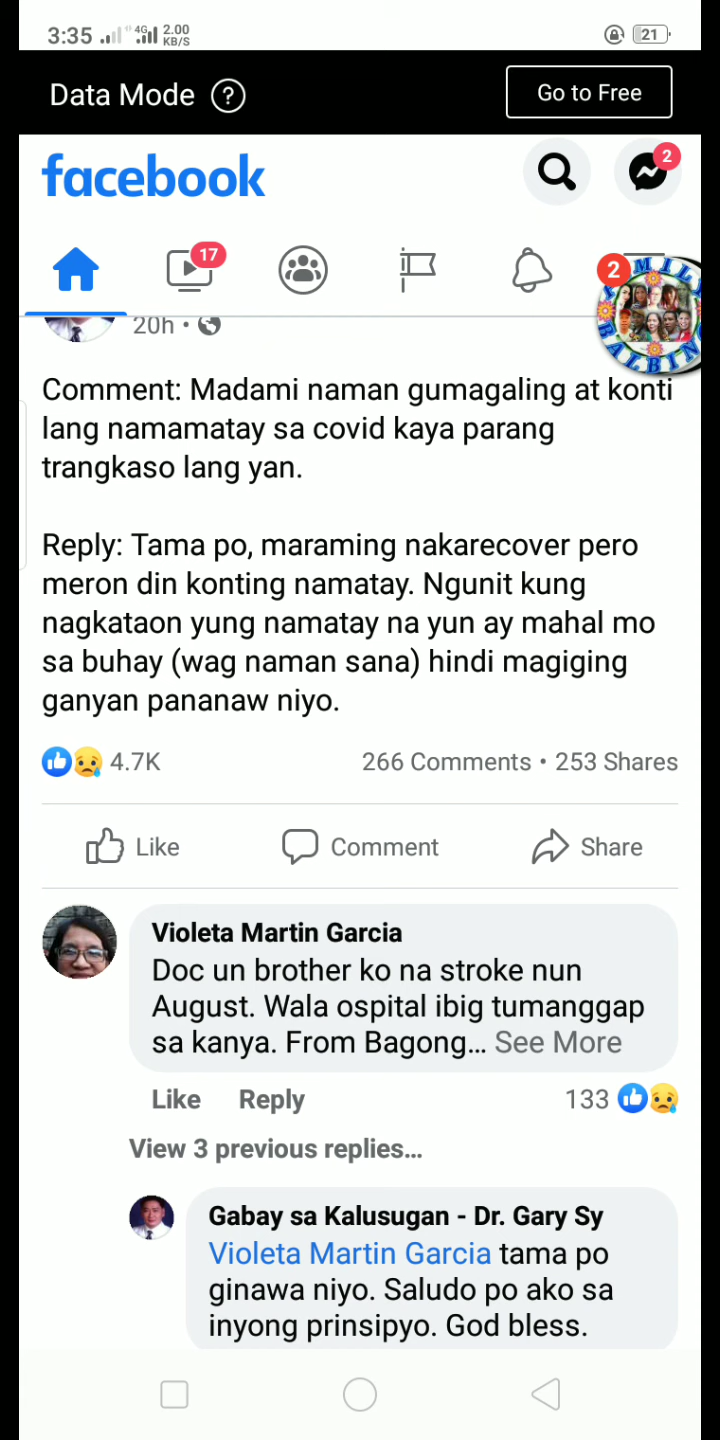 3:35 4G 2.00 KB/S 21
Data Mode ? Go to Free
facebook 2
17 2
FAMILY
BALBIN
20h •
Comment: Madami naman gumagaling at konti
lang namamatay sa covid kaya parang
trangkaso lang yan.
Reply: Tama po, maraming nakarecover pero
meron din konting namatay. Ngunit kung
nagkataon yung namatay na yun ay mahal mo
sa buhay (wag naman sana) hindi magiging
ganyan pananaw niyo.
4.7K 266 Comments • 253 Shares
Like Comment Share
Violeta Martin Garcia
Doc un brother ko na stroke nun
August. Wala ospital ibig tumanggap
sa kanya. From Bagong... See More
Like Reply 133
View 3 previous replies...
Gabay sa Kalusugan - Dr. Gary Sy
Violeta Martin Garcia tama po
ginawa niyo. Saludo po ako sa
inyong prinsipyo. God bless.